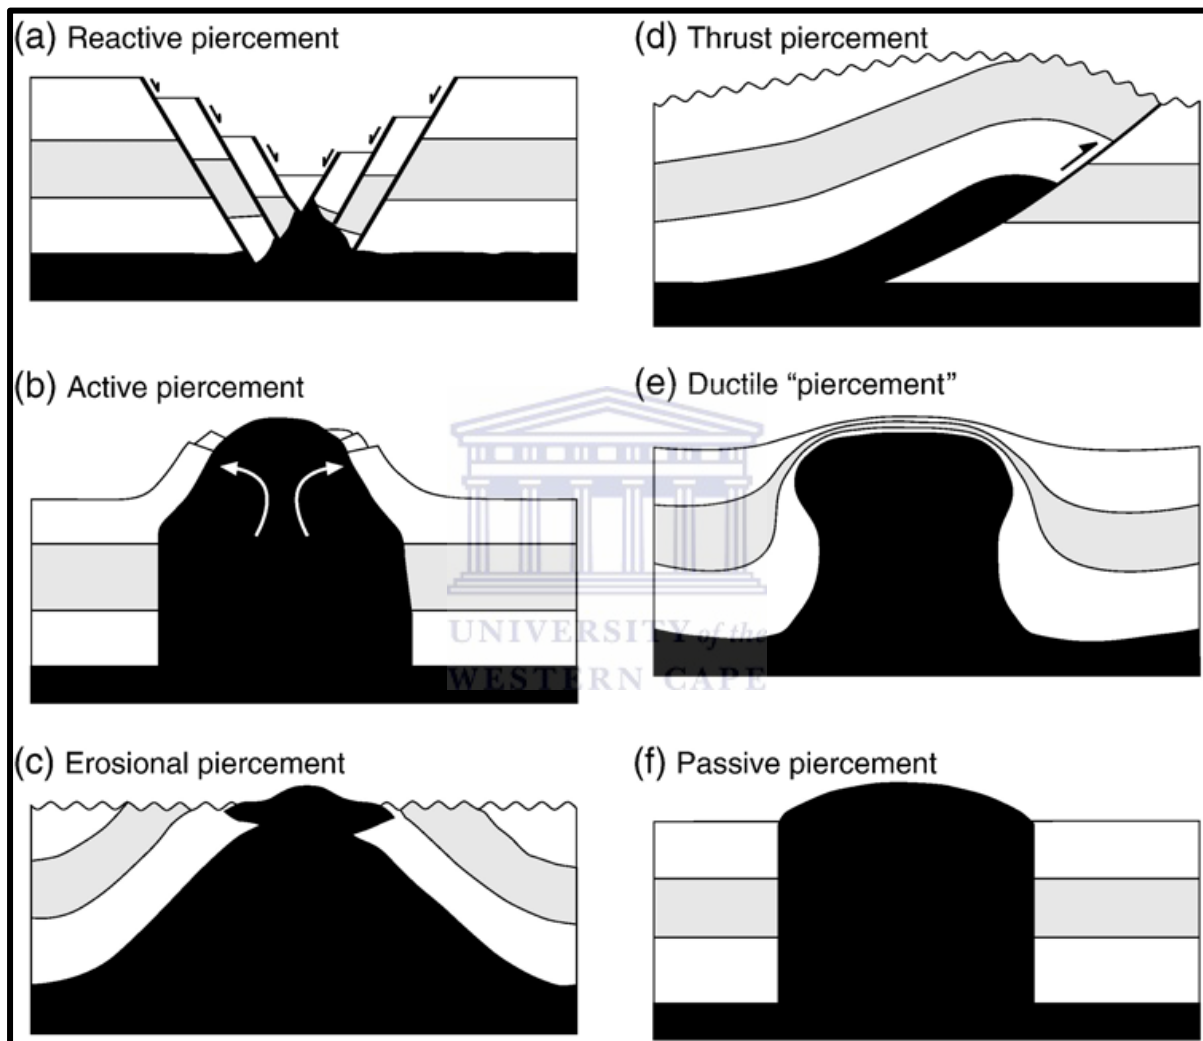 (a) Reactive piercement
(b) Active piercement
(c) Erosional piercement
(d) Thrust piercement
(e) Ductile “piercement”
(f) Passive piercement
UNIVERSITY of the
WESTERN CAPE